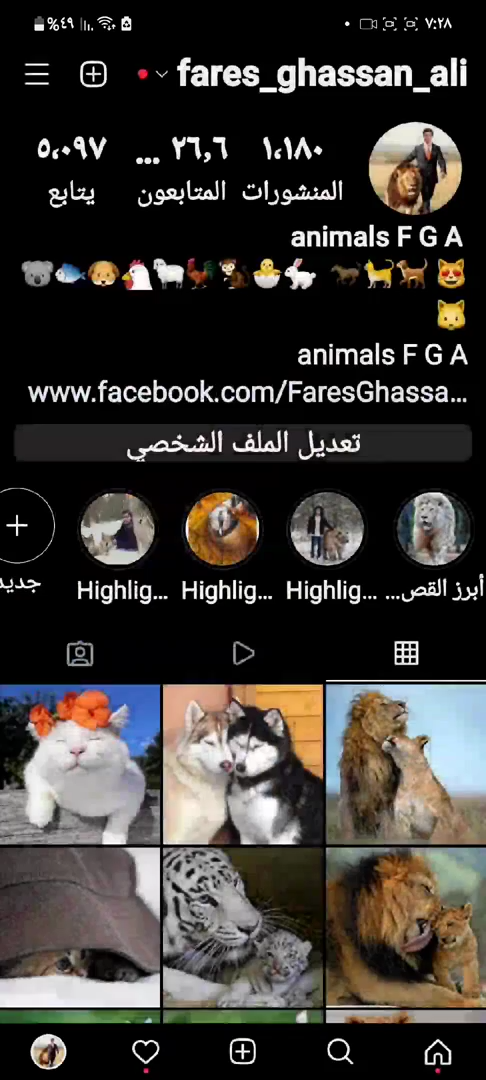 ٪٤٩ ٧:٢٨
fares_ghassan_ali
١،١٨٠ ٢٦,٦ ... ٥،٠٩٧
المنشورات المتابعون يتابع
animals F G A
animals F G A
www.facebook.com/FaresGhassa...
تعديل الملف الشخصي
أبرز القص... Highlig... Highlig... Highlig... جديد